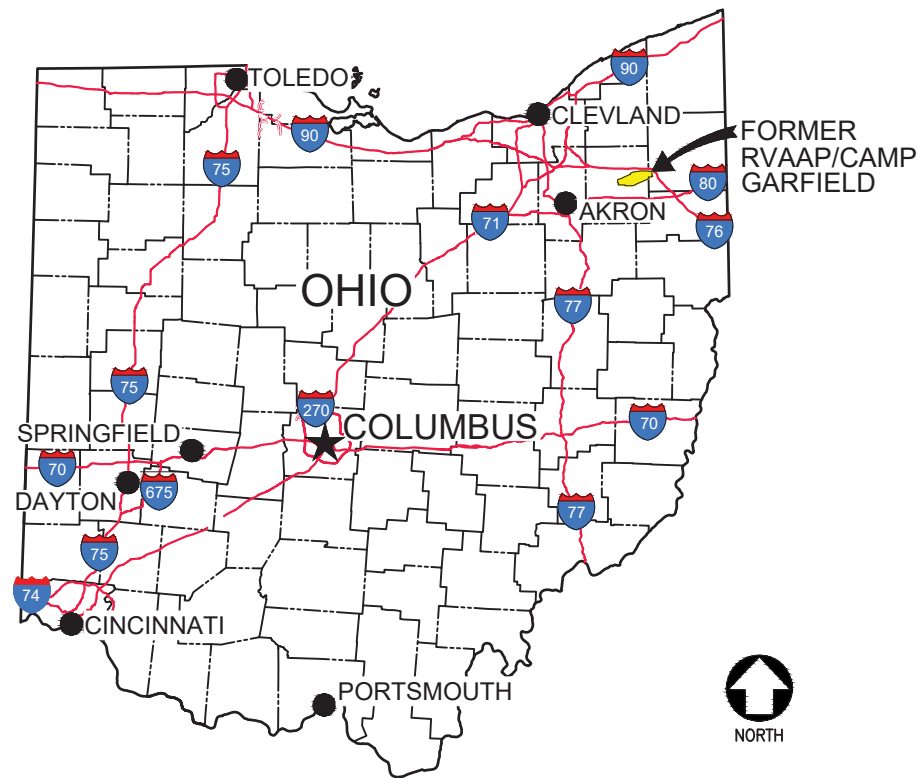 TOLEDO
90
CLEVLAND
90
FORMER
RVAAP/CAMP
GARFIELD
75
80
AKRON
71
76
OHIO
77
75
270
COLUMBUS
70
SPRINGFIELD
70
DAYTON
675
77
75
74
CINCINNATI
PORTSMOUTH
NORTH